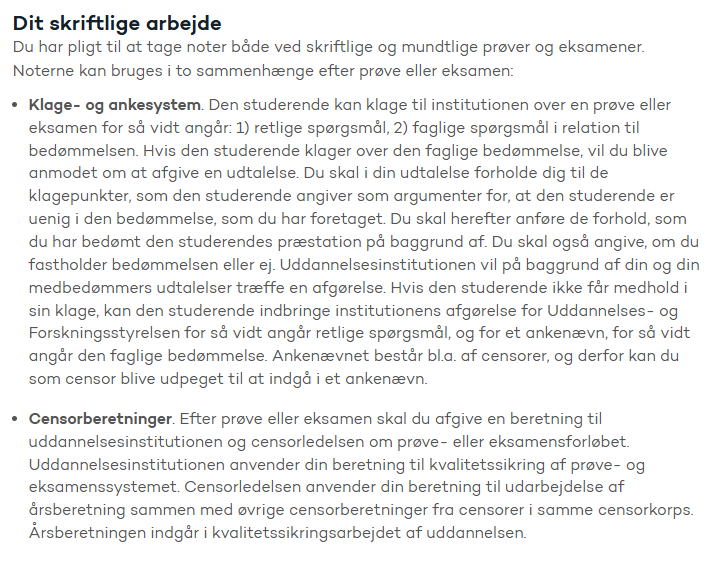 Dit skriftlige arbejde
Du har pligt til at tage noter både ved skriftlige og mundtlige prøver og eksamener.
Noterne kan bruges i to sammenhænge efter prøve eller eksamen:
• Klage- og ankesystem. Den studerende kan klage til institutionen over en prøve eller
eksamen for så vidt angår: 1) retlige spørgsmål, 2) faglige spørgsmål i relation til
bedømmelsen. Hvis den studerende klager over den faglige bedømmelse, vil du blive
anmodet om at afgive en udtalelse. Du skal i din udtalelse forholde dig til de
klagepunkter, som den studerende angiver som argumenter for, at den studerende er
uenig i den bedømmelse, som du har foretaget. Du skal herefter anføre de forhold, som
du har bedømt den studerendes præstation på baggrund af. Du skal også angive, om du
fastholder bedømmelsen eller ej. Uddannelsesinstitutionen vil på baggrund af din og din
medbedømmers udtalelser træffe en afgørelse. Hvis den studerende ikke får medhold i
sin klage, kan den studerende indbringe institutionens afgørelse for Uddannelses- og
Forskningsstyrelsen for så vidt angår retlige spørgsmål, og for et ankenævn, for så vidt
angår den faglige bedømmelse. Ankenævnet består bl.a. af censorer, og derfor kan du
som censor blive udpeget til at indgå i et ankenævn.
• Censorberetninger. Efter prøve eller eksamen skal du afgive en beretning til
uddannelsesinstitutionen og censorledelsen om prøve- eller eksamensforløbet.
Uddannelsesinstitutionen anvender din beretning til kvalitetssikring af prøve- og
eksamenssystemet. Censorledelsen anvender din beretning til udarbejdelse af
årsberetning sammen med øvrige censorberetninger fra censorer i samme censorkorps.
Årsberetningen indgår i kvalitetssikringsarbejdet af uddannelsen.